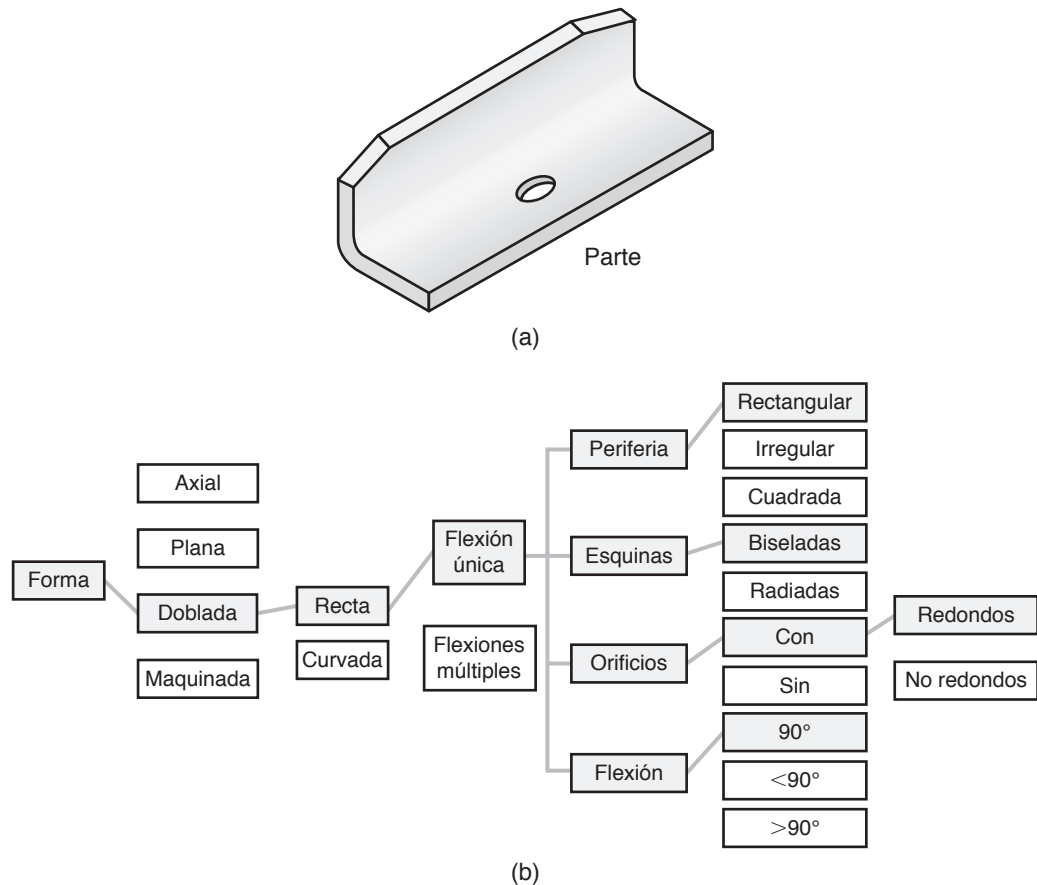 Parte
(a)
Forma
Axial
Plana
Doblada
Maquinada
Recta
Curvada
Flexión
única
Flexiones
múltiples
Periferia
Esquinas
Orificios
Flexión
Rectangular
Irregular
Cuadrada
Biseladas
Radiadas
Con
Sin
90°
<90°
>90°
Redondos
No redondos
(b)